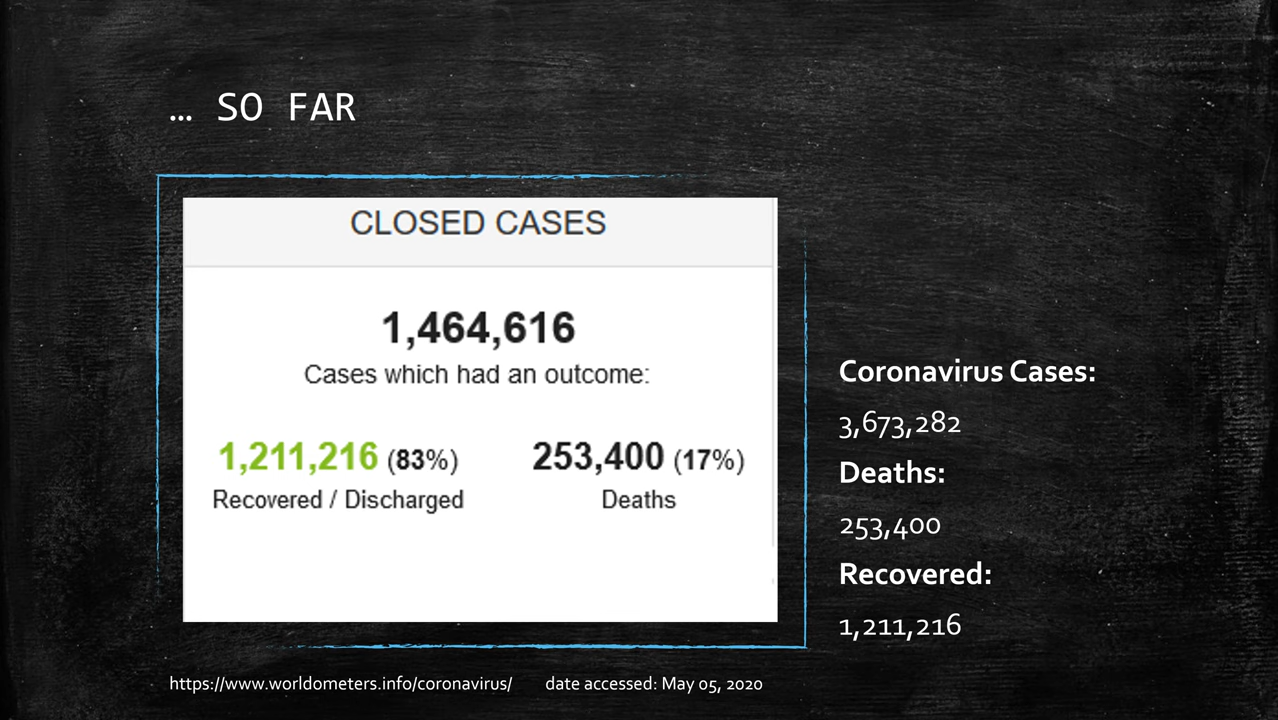 … SO FAR
CLOSED CASES
1,464,616
Cases which had an outcome:
1,211,216 (83%) 253,400 (17%)
Recovered / Discharged Deaths
Coronavirus Cases:
3,673,282
Deaths:
253,400
Recovered:
1,211,216
https://www.worldometers.info/coronavirus/ date accessed: May 05, 2020